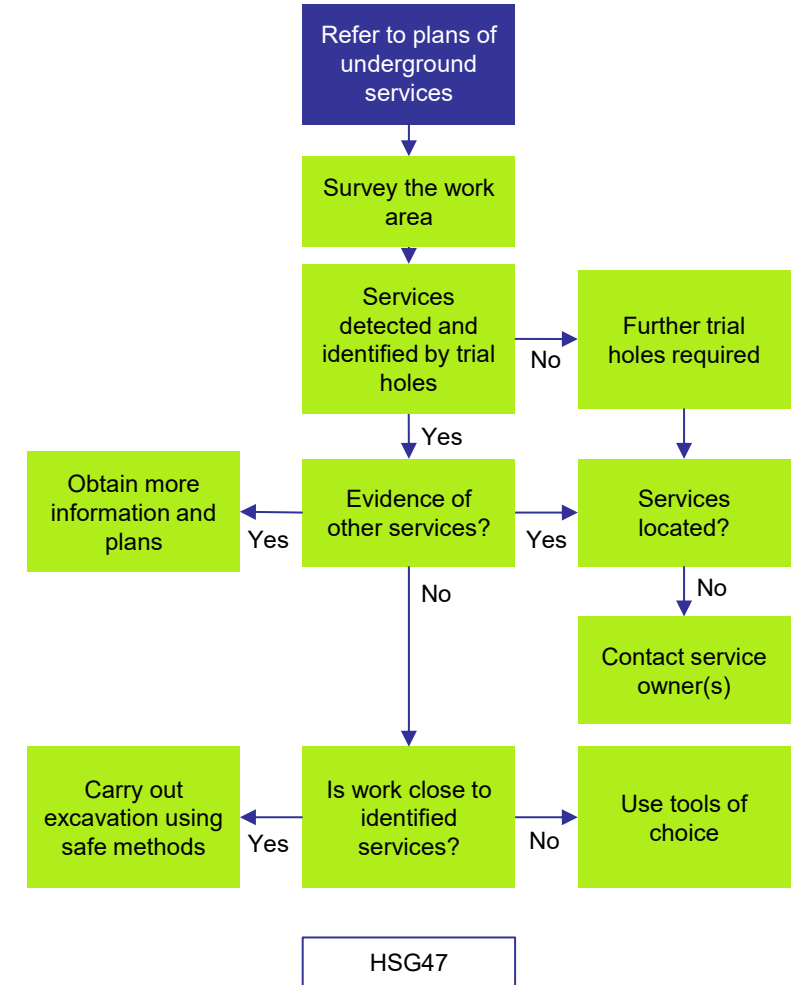 Refer to plans of
underground
services
Survey the work
area
Services
detected and
identified by trial
holes
No
Further trial
holes required
Yes
Obtain more
information and
plans
Yes
Evidence of
other services?
Yes
Services
located?
No
No
Contact service
owner(s)
Carry out
excavation using
safe methods
Yes
Is work close to
identified
services?
No
Use tools of
choice
HSG47